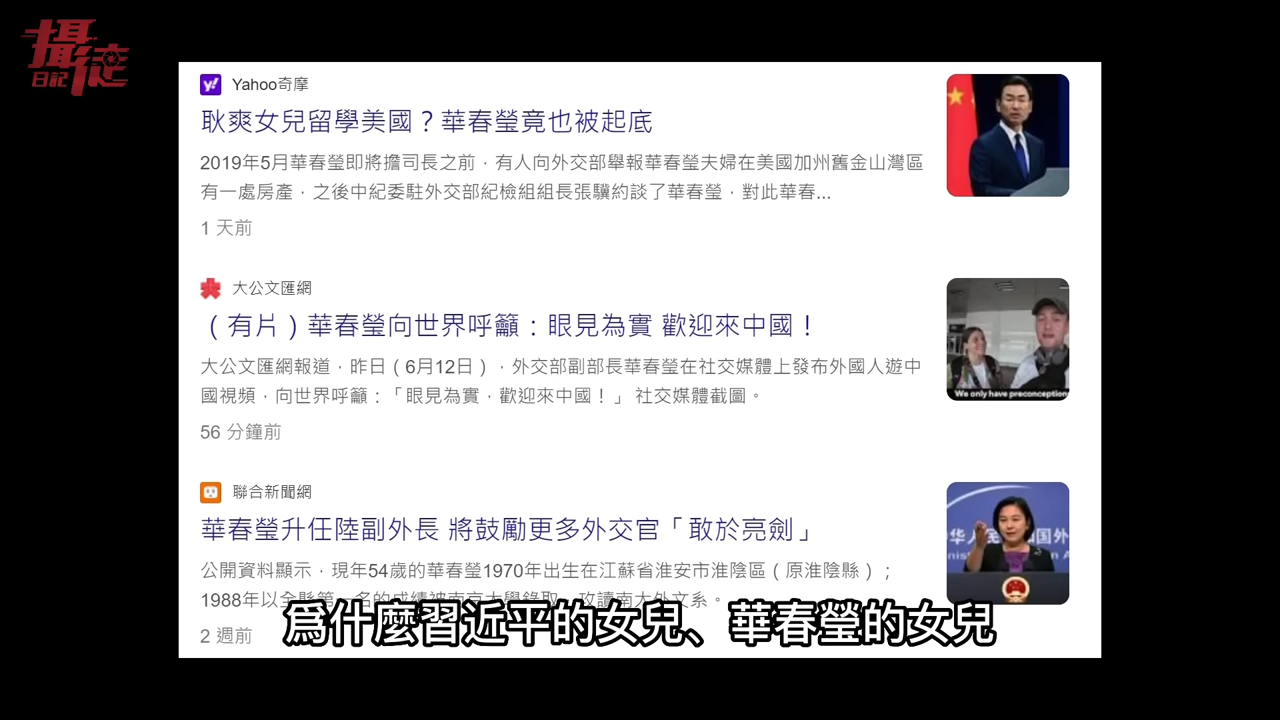 攝徒
日記
Yahoo奇摩
耿爽女兒留學美國？華春瑩竟也被起底
2019年5月華春瑩即將擔司長之前，有人向外交部舉報華春瑩夫婦在美國加州舊金山灣區
有一處房產，之後中紀委駐外交部紀檢組組長張驥約談了華春瑩，對此華春...
1 天前
大公文匯網
（有片）華春瑩向世界呼籲：眼見為實 歡迎來中國！
大公文匯網報道，昨日（6月12日），外交部副部長華春瑩在社交媒體上發布外國人遊中
國視頻，向世界呼籲：「眼見為實，歡迎來中國！」 社交媒體截圖。
We only have preconception
56 分鐘前
聯合新聞網
華春瑩升任陸副外長 將鼓勵更多外交官「敢於亮劍」
公開資料顯示，現年54歲的華春瑩1970年出生在江蘇省淮安市淮陰區（原淮陰縣）；
1988年以全縣第一名的成績被南京大學錄取，攻讀南大外文系。
2 週前
為什麼習近平的女兒、華春瑩的女兒